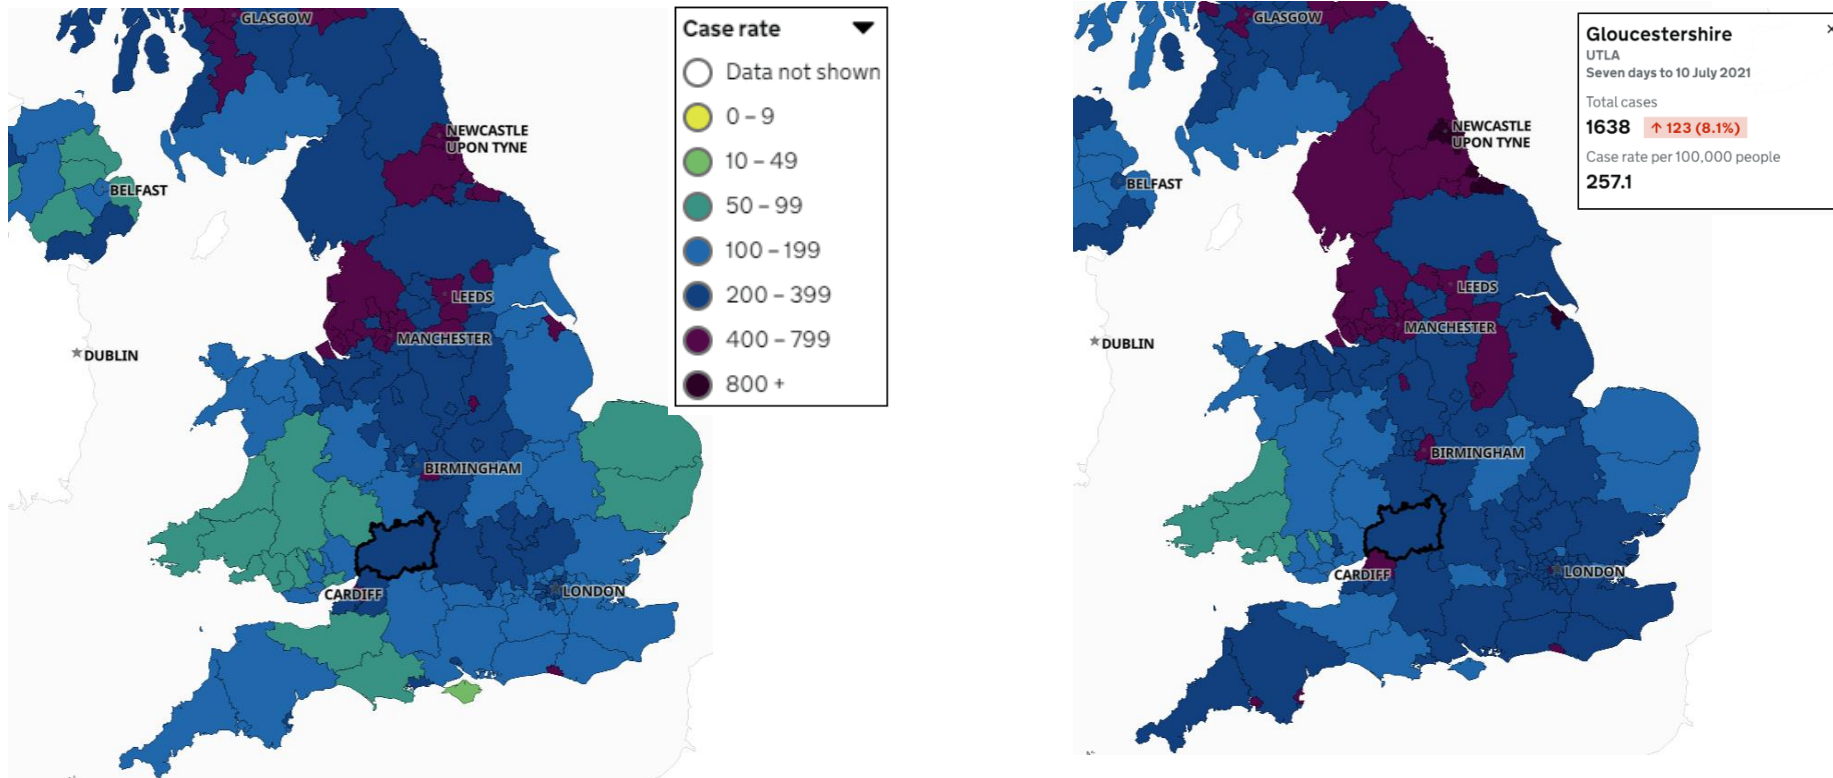 GLASGOW
NEWCASTLE
UPON TYNE
BELFAST
LEEDS
MANCHESTER
DUBLIN
BIRMINGHAM
CARDIFF
LONDON
Case rate
Data not shown
0 – 9
10 – 49
50 – 99
100 – 199
200 – 399
400 – 799
800 +
GLASGOW
NEWCASTLE
UPON TYNE
BELFAST
LEEDS
MANCHESTER
DUBLIN
BIRMINGHAM
CARDIFF
LONDON
Gloucestershire
UTLA
Seven days to 10 July 2021
Total cases
1638 ↑ 123 (8.1%)
Case rate per 100,000 people
257.1